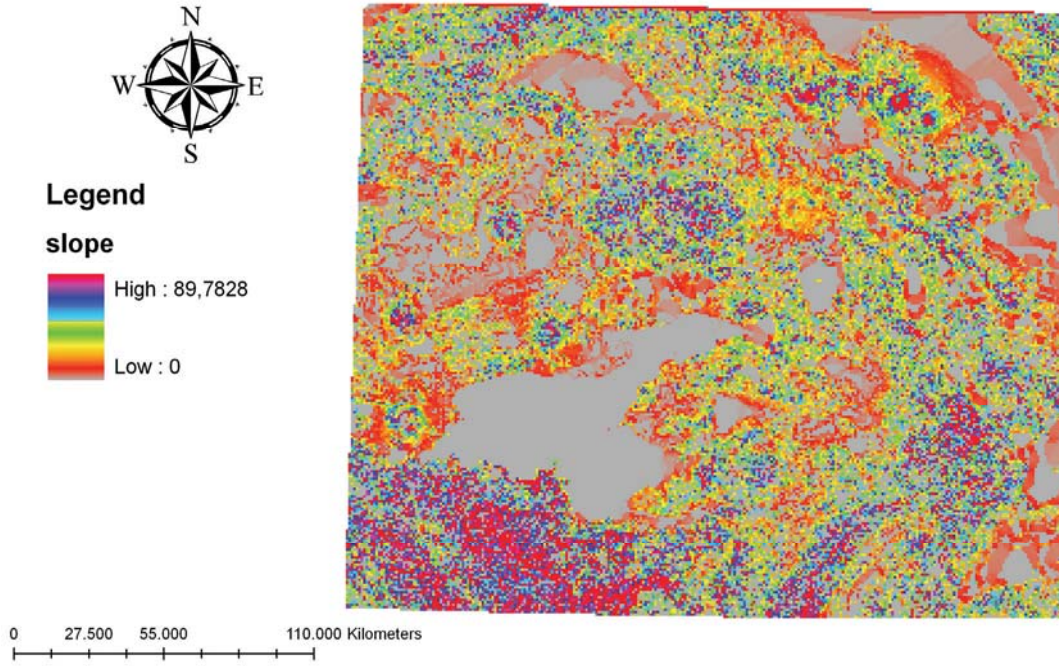 N
W E
S
Legend
slope
High : 89,7828
Low : 0
0 27.500 55.000 110.000 Kilometers